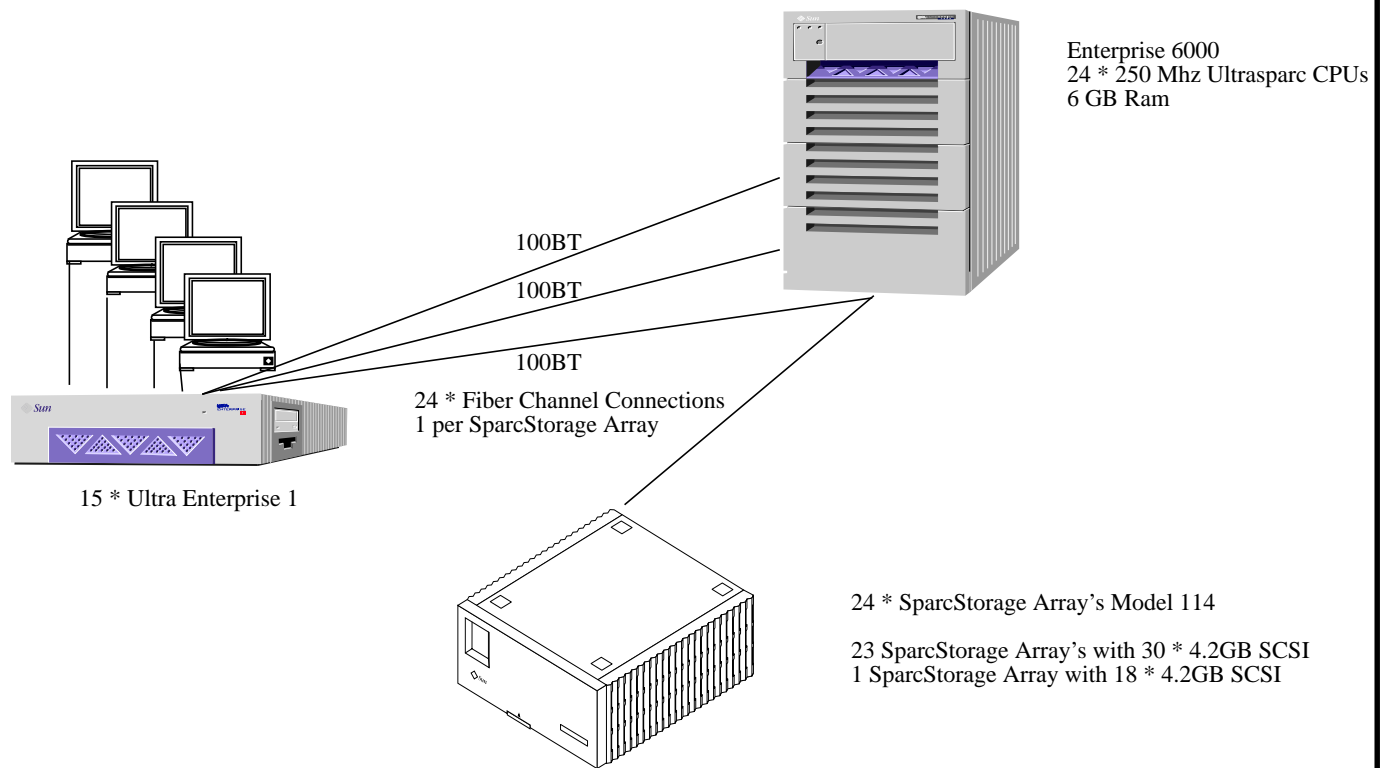 Sun
Enterprise 6000
24 * 250 Mhz Ultrasparc CPUs
6 GB Ram
100BT
100BT
100BT
24 * Fiber Channel Connections
1 per SparcStorage Array
Sun
15 * Ultra Enterprise 1
24 * SparcStorage Array's Model 114
23 SparcStorage Array's with 30 * 4.2GB SCSI
1 SparcStorage Array with 18 * 4.2GB SCSI
Sun